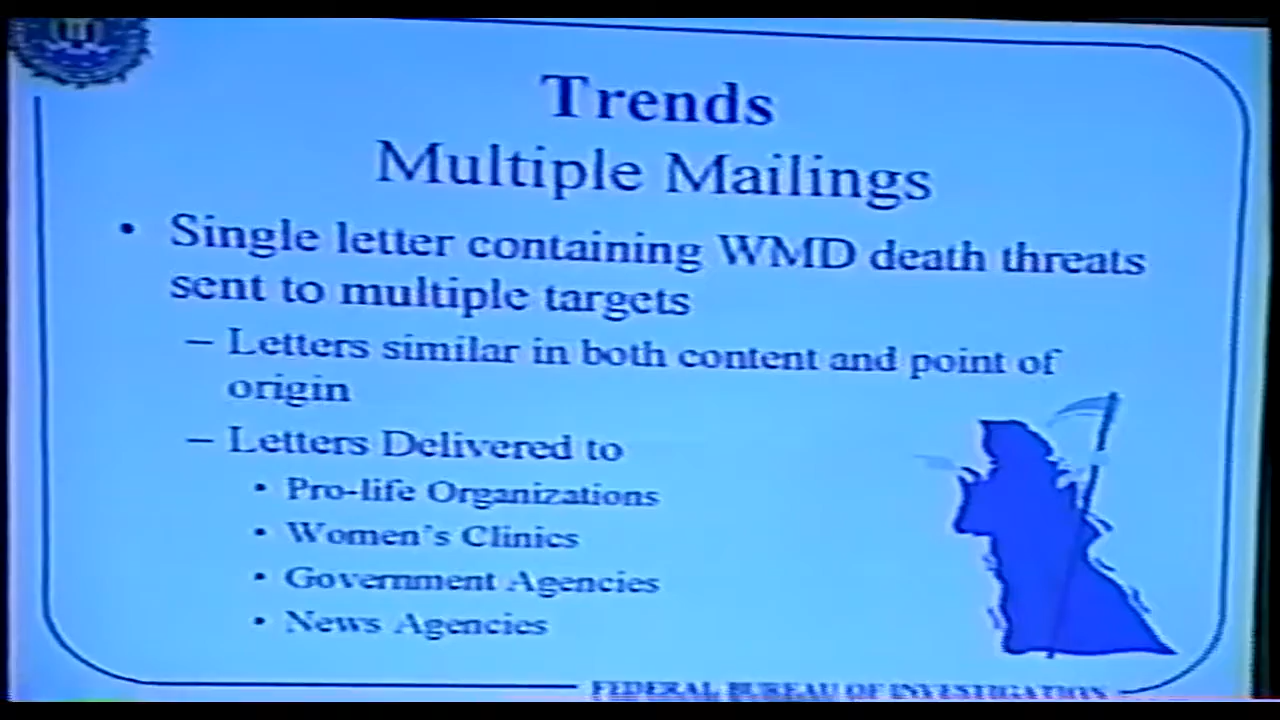 Trends
Multiple Mailings
• Single letter containing WMD death threats
sent to multiple targets
– Letters similar in both content and point of
origin
– Letters Delivered to
• Pro-life Organizations
• Women's Clinics
• Government Agencies
• News Agencies
FEDERAL BUREAU OF INVESTIGATION